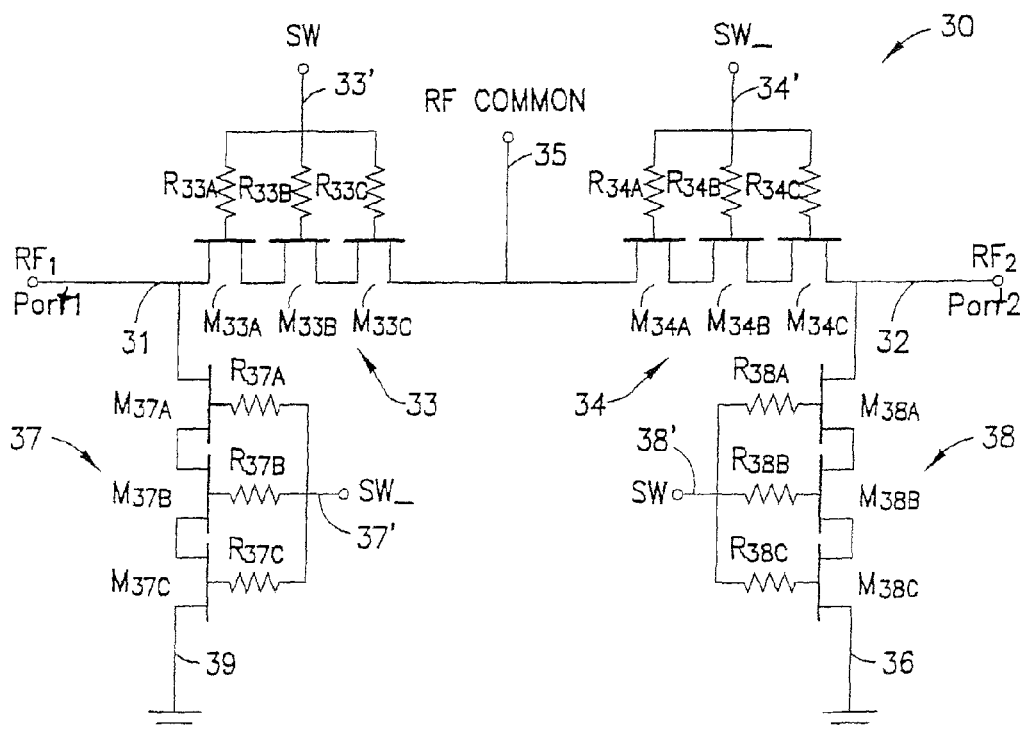 30
SW
SW_
33'
34'
RF COMMON
35
R33A R33B R33C
R34A R34B R34C
RF1
Port1
RF2
Port2
31
M33A M33B M33C
M34A M34B M34C
32
33
34
R37A
R38A
M37A
M38A
37
38
38'
R37B
R38B
M37B
SW_
SW
M38B
37'
R37C
R38C
M37C
M38C
39
36